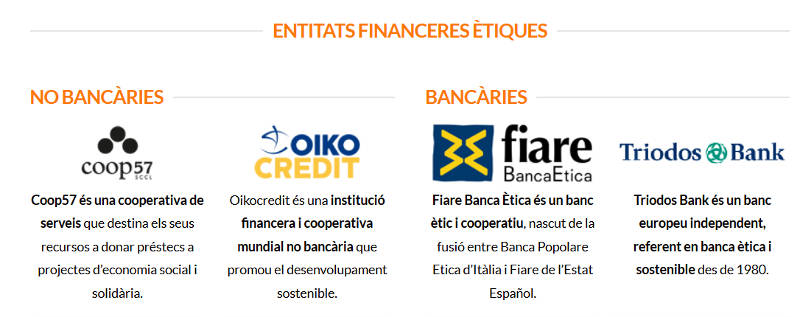 ENTITATS FINANCERES ÈTIQUES
NO BANCÀRIES
coop57
SCCL
Coop57 és una cooperativa de
serveis que destina els seus
recursos a donar préstecs a
projectes d'economia social i
solidària.
OIKO
CREDIT
Oikocredit és una institució
financera i cooperativa
mundial no bancària que
promou el desenvolupament
sostenible.
BANCÀRIES
fiare
BancaEtica
Fiare Banca Ètica és un banc
ètic i cooperatiu, nascut de la
fusió entre Banca Popolare
Etica d'Itàlia i Fiare de l'Estat
Español.
Triodos Bank
Triodos Bank és un banc
europeu independent,
referent en banca ètica i
sostenible des de 1980.